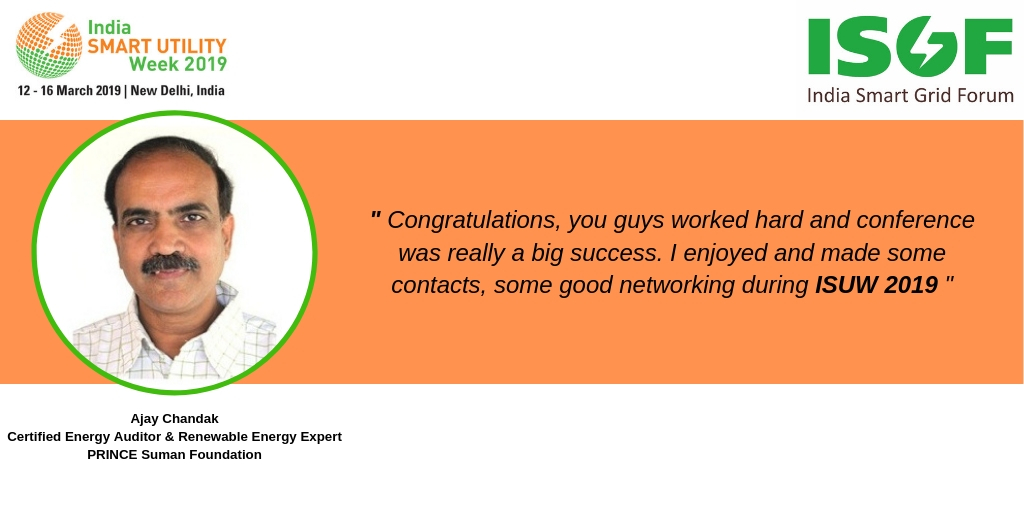 India
SMART UTILITY
Week 2019
12 - 16 March 2019 | New Delhi, India
ISGF
India Smart Grid Forum
" Congratulations, you guys worked hard and conference
was really a big success. I enjoyed and made some
contacts, some good networking during ISUW 2019 "
Ajay Chandak
Certified Energy Auditor & Renewable Energy Expert
PRINCE Suman Foundation